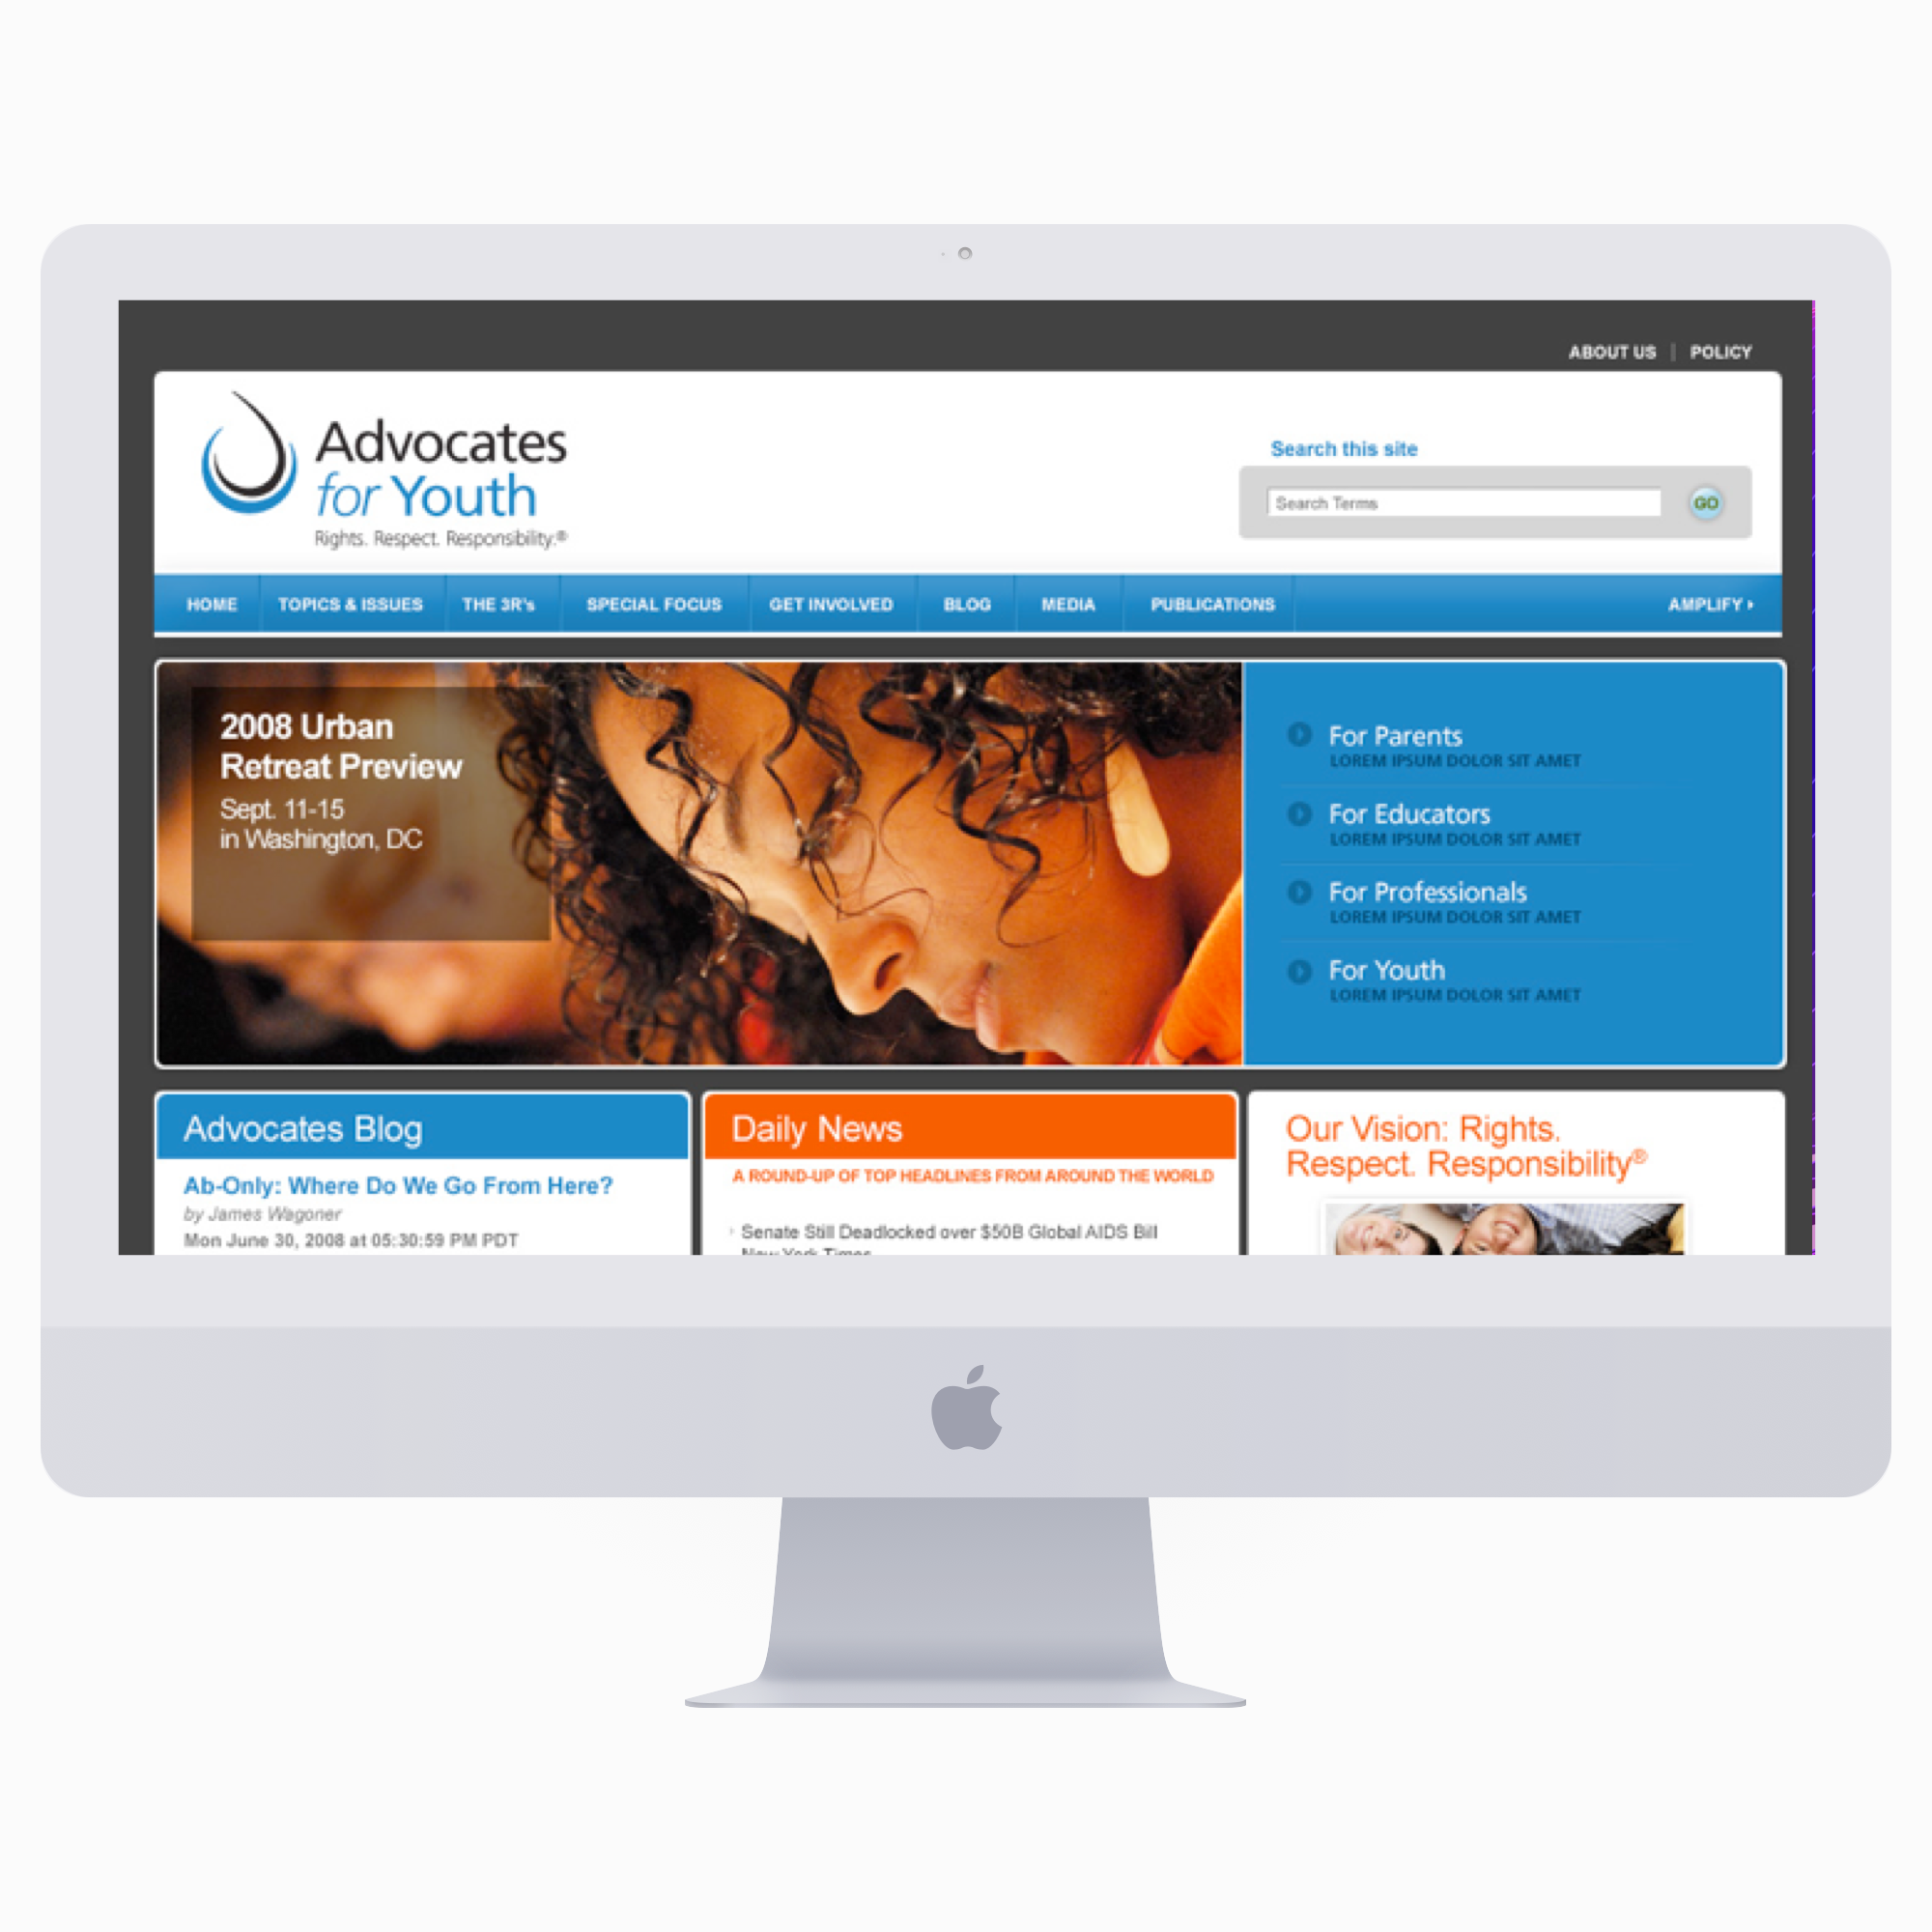 ABOUT US | POLICY
Advocates
for Youth
Rights. Respect. Responsibility.®
Search this site
Search Terms
GO
HOME
TOPICS & ISSUES
THE 3R's
SPECIAL FOCUS
GET INVOLVED
BLOG
MEDIA
PUBLICATIONS
AMPLIFY
2008 Urban
Retreat Preview
Sept. 11-15
in Washington, DC
For Parents
LOREM IPSUM DOLOR SIT AMET
For Educators
LOREM IPSUM DOLOR SIT AMET
For Professionals
LOREM IPSUM DOLOR SIT AMET
For Youth
LOREM IPSUM DOLOR SIT AMET
Advocates Blog
Ab-Only: Where Do We Go From Here?
by James Wagoner
Mon June 30, 2008 at 05:30:59 PM PDT
Daily News
A ROUND-UP OF TOP HEADLINES FROM AROUND THE WORLD
Senate Still Deadlocked over $50B Global AIDS Bill
New York Times
Our Vision: Rights.
Respect. Responsibility®